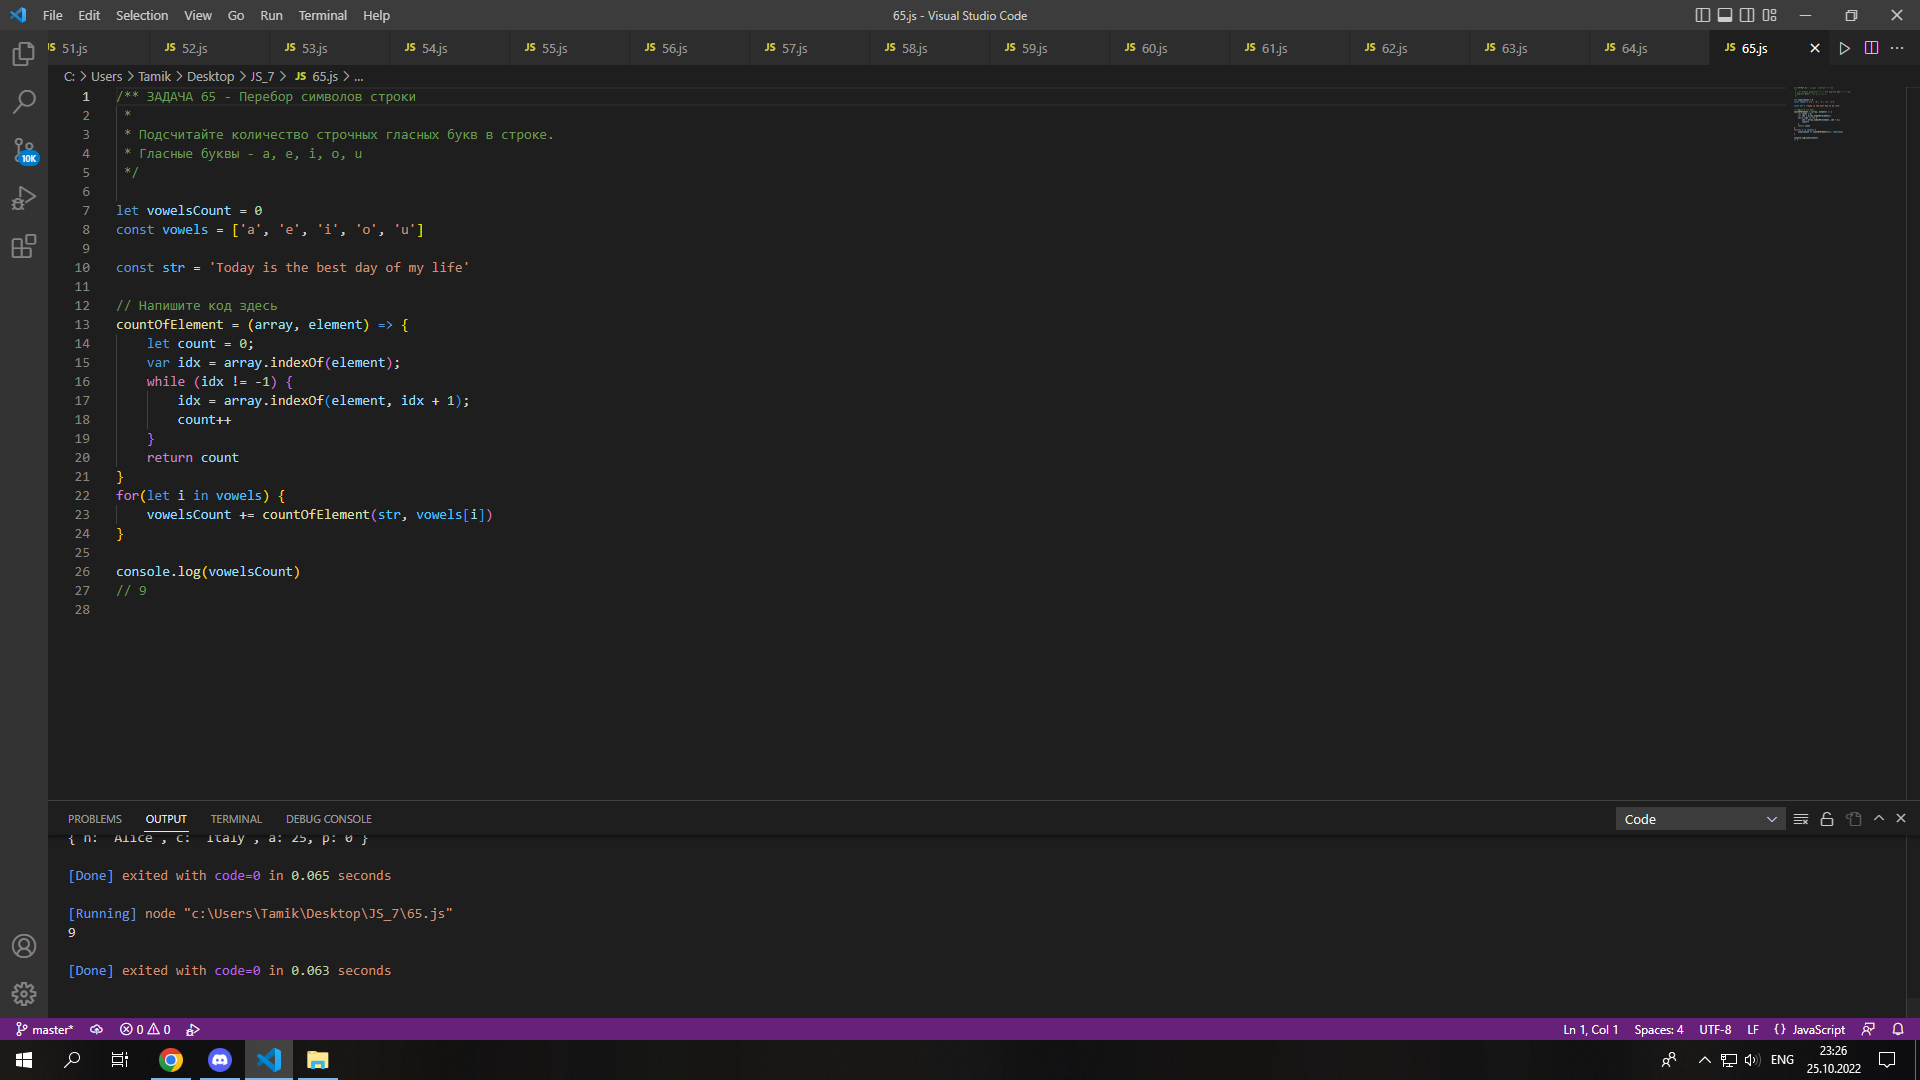 File Edit Selection View Go Run Terminal Help
65.js - Visual Studio Code
JS 51.js JS 52.js JS 53.js JS 54.js JS 55.js JS 56.js JS 57.js JS 58.js JS 59.js JS 60.js JS 61.js JS 62.js JS 63.js JS 64.js JS 65.js
C: > Users > Tamik > Desktop > JS_7 > JS 65.js > ...
10K
1 /** ЗАДАЧА 65 - Перебор символов строки
2 *
3 * Подсчитайте количество строчных гласных букв в строке.
4 * Гласные буквы - a, e, i, o, u
5 */
6
7 let vowelsCount = 0
8 const vowels = ['a', 'e', 'i', 'o', 'u']
9
10 const str = 'Today is the best day of my life'
11
12 // Напишите код здесь
13 countOfElement = (array, element) => {
14 let count = 0;
15 var idx = array.indexOf(element);
16 while (idx != -1) {
17 idx = array.indexOf(element, idx + 1);
18 count++
19 }
20 return count
21 }
22 for(let i in vowels) {
23 vowelsCount += countOfElement(str, vowels[i])
24 }
25
26 console.log(vowelsCount)
27 // 9
28
PROBLEMS OUTPUT TERMINAL DEBUG CONSOLE
Code
{ n: 'Alice', c: 'Italy', a: 25, p: 0 }
[Done] exited with code=0 in 0.065 seconds
[Running] node "c:\Users\Tamik\Desktop\JS_7\65.js"
9
[Done] exited with code=0 in 0.063 seconds
master* 0 0
Ln 1, Col 1 Spaces: 4 UTF-8 LF {} JavaScript
ENG
23:26
25.10.2022